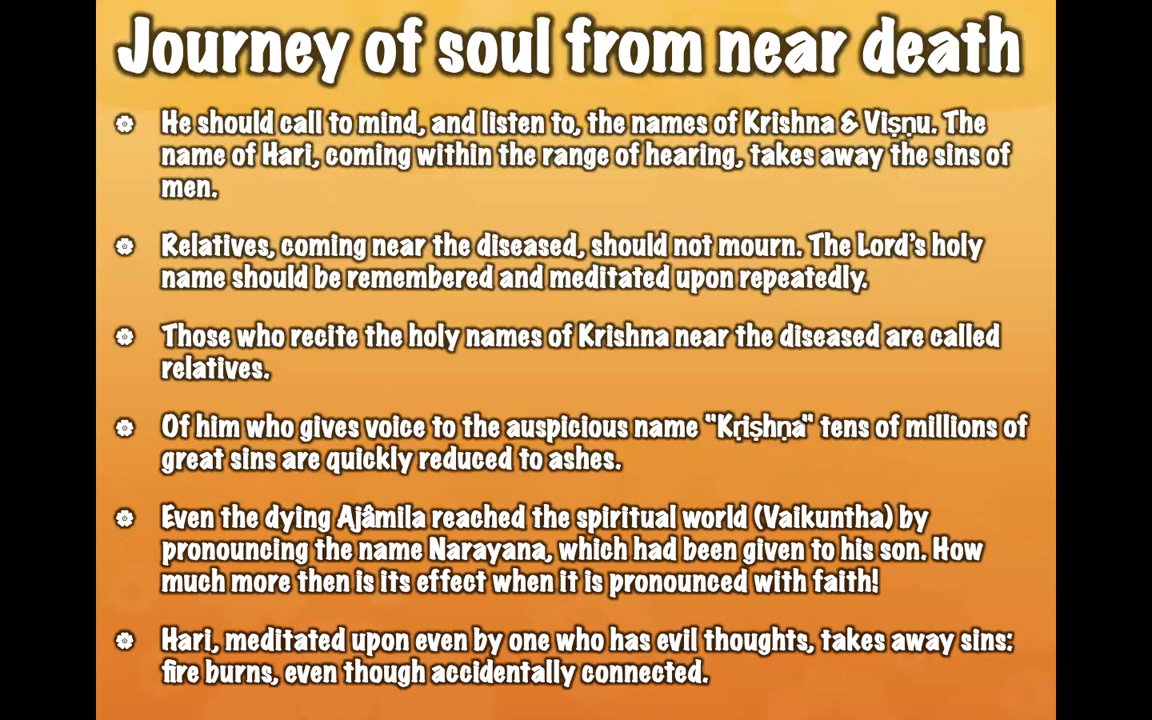 Journey of soul from near death
He should call to mind, and listen to, the names of Krishna & Viṣṇu. The
name of Hari, coming within the range of hearing, takes away the sins of
men.
Relatives, coming near the diseased, should not mourn. The Lord's holy
name should be remembered and meditated upon repeatedly.
Those who recite the holy names of Krishna near the diseased are called
relatives.
Of him who gives voice to the auspicious name "Kṛiṣhṇa" tens of millions of
great sins are quickly reduced to ashes.
Even the dying Ajâmila reached the spiritual world (Vaikuntha) by
pronouncing the name Narayana, which had been given to his son. How
much more then is its effect when it is pronounced with faith!
Hari, meditated upon even by one who has evil thoughts, takes away sins:
fire burns, even though accidentally connected.